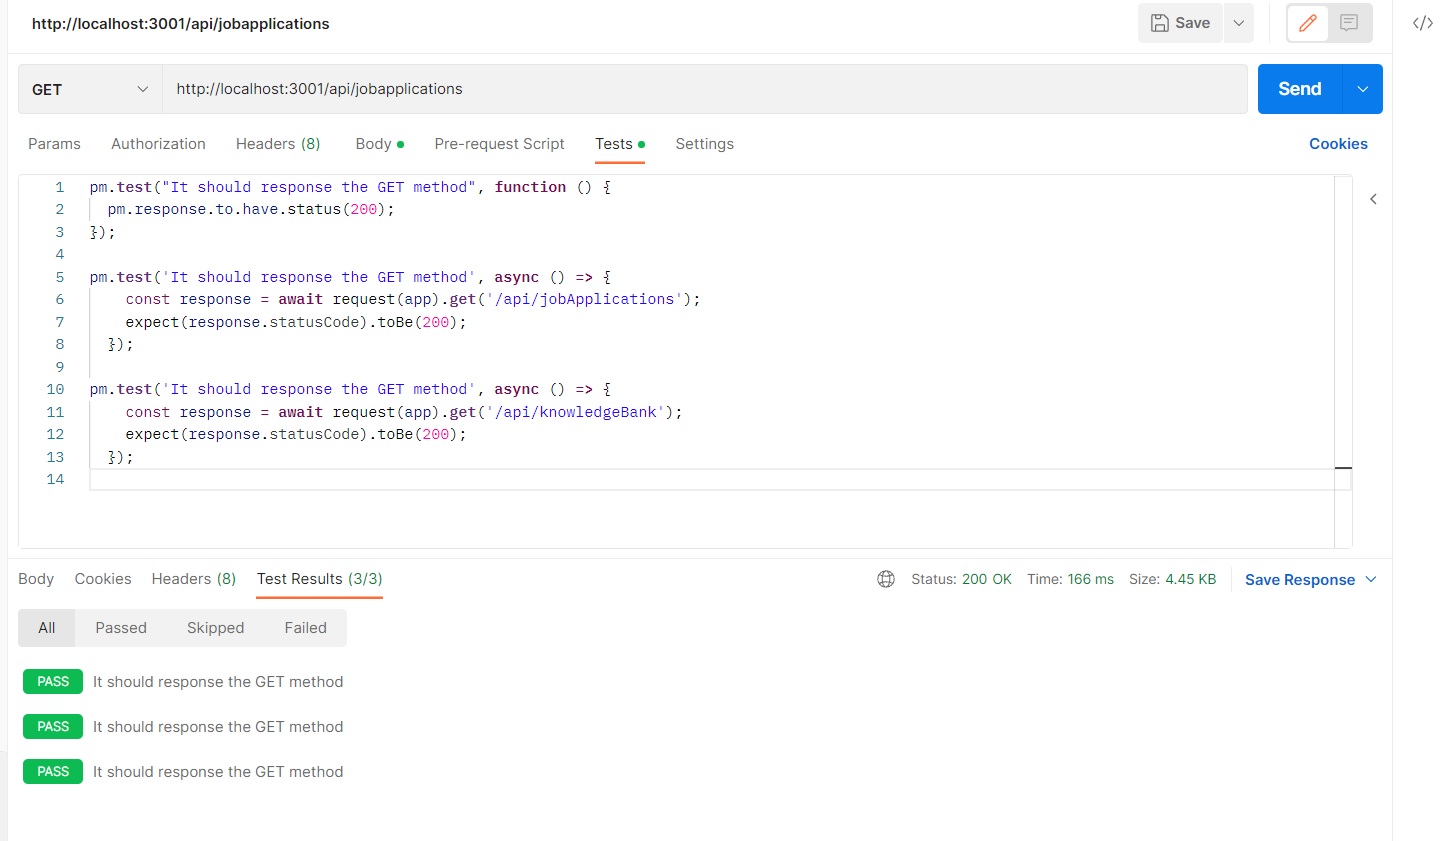 http://localhost:3001/api/jobapplications
Save
</>
GET
http://localhost:3001/api/jobapplications
Send
Params Authorization Headers (8) Body Pre-request Script Tests Settings Cookies
1 pm.test("It should response the GET method", function () {
2 pm.response.to.have.status(200);
3 });
4
5 pm.test('It should response the GET method', async () => {
6 const response = await request(app).get('/api/jobApplications');
7 expect(response.statusCode).toBe(200);
8 });
9
10 pm.test('It should response the GET method', async () => {
11 const response = await request(app).get('/api/knowledgeBank');
12 expect(response.statusCode).toBe(200);
13 });
14
Body Cookies Headers (8) Test Results (3/3) Status: 200 OK Time: 166 ms Size: 4.45 KB Save Response
All Passed Skipped Failed
PASS It should response the GET method
PASS It should response the GET method
PASS It should response the GET method